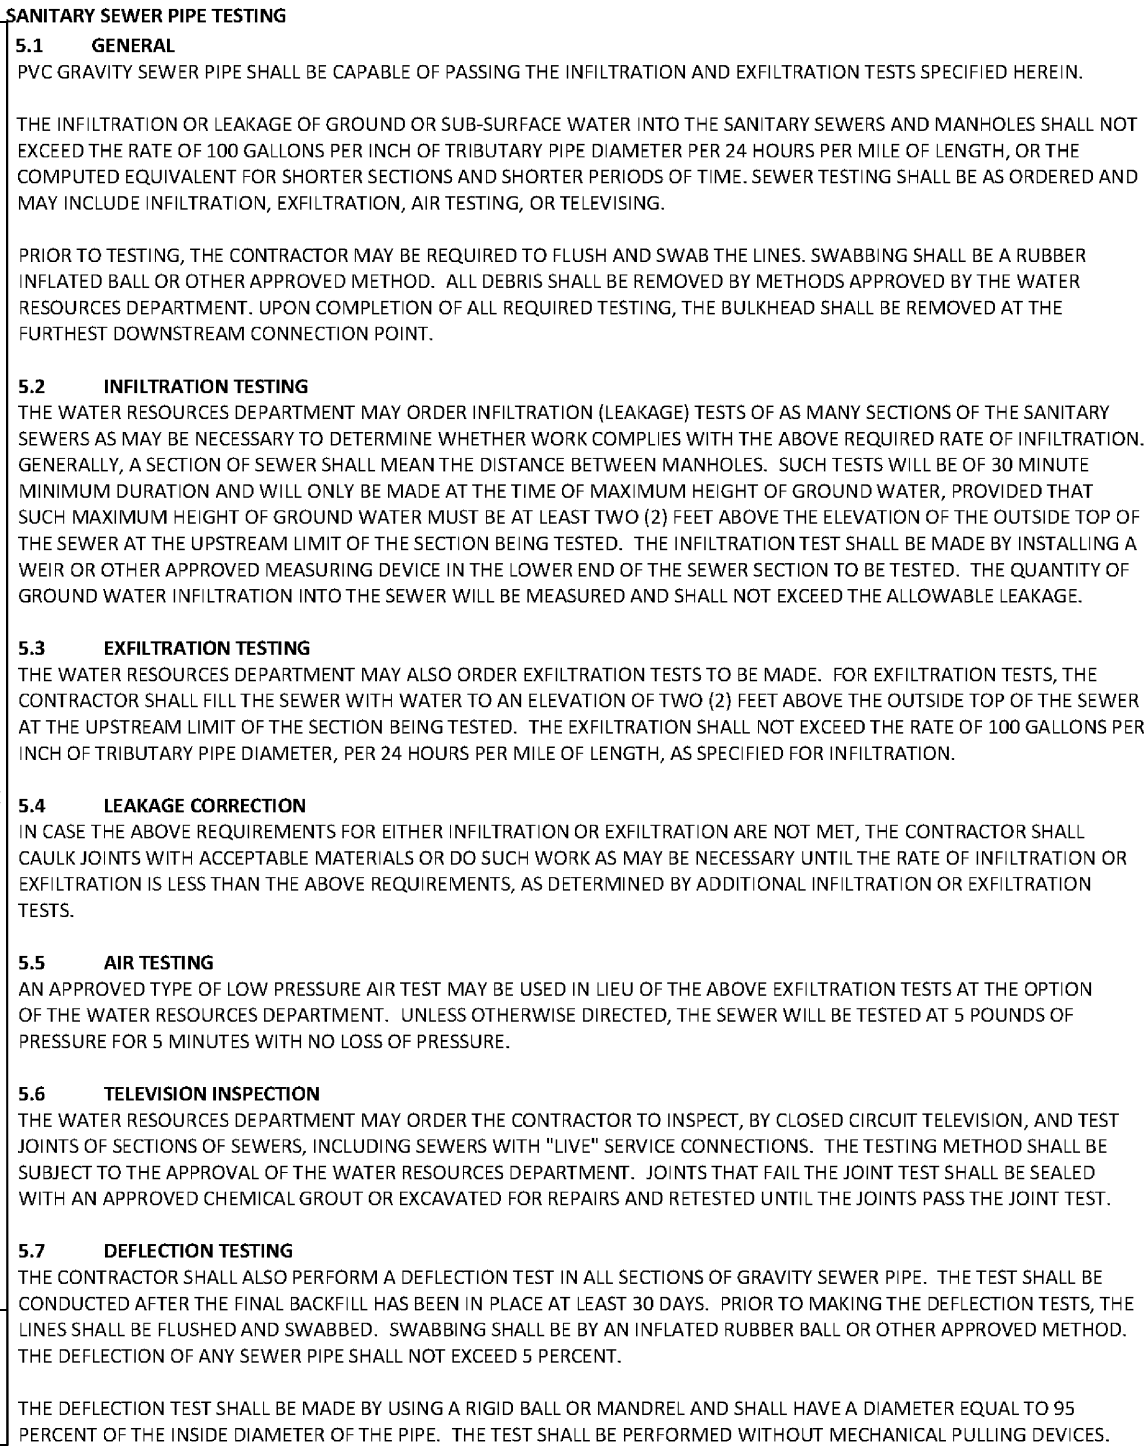 SANITARY SEWER PIPE TESTING
5.1 GENERAL
PVC GRAVITY SEWER PIPE SHALL BE CAPABLE OF PASSING THE INFILTRATION AND EXFILTRATION TESTS SPECIFIED HEREIN.
THE INFILTRATION OR LEAKAGE OF GROUND OR SUB-SURFACE WATER INTO THE SANITARY SEWERS AND MANHOLES SHALL NOT
EXCEED THE RATE OF 100 GALLONS PER INCH OF TRIBUTARY PIPE DIAMETER PER 24 HOURS PER MILE OF LENGTH, OR THE
COMPUTED EQUIVALENT FOR SHORTER SECTIONS AND SHORTER PERIODS OF TIME. SEWER TESTING SHALL BE AS ORDERED AND
MAY INCLUDE INFILTRATION, EXFILTRATION, AIR TESTING, OR TELEVISING.
PRIOR TO TESTING, THE CONTRACTOR MAY BE REQUIRED TO FLUSH AND SWAB THE LINES. SWABBING SHALL BE A RUBBER
INFLATED BALL OR OTHER APPROVED METHOD. ALL DEBRIS SHALL BE REMOVED BY METHODS APPROVED BY THE WATER
RESOURCES DEPARTMENT. UPON COMPLETION OF ALL REQUIRED TESTING, THE BULKHEAD SHALL BE REMOVED AT THE
FURTHEST DOWNSTREAM CONNECTION POINT.
5.2 INFILTRATION TESTING
THE WATER RESOURCES DEPARTMENT MAY ORDER INFILTRATION (LEAKAGE) TESTS OF AS MANY SECTIONS OF THE SANITARY
SEWERS AS MAY BE NECESSARY TO DETERMINE WHETHER WORK COMPLIES WITH THE ABOVE REQUIRED RATE OF INFILTRATION.
GENERALLY, A SECTION OF SEWER SHALL MEAN THE DISTANCE BETWEEN MANHOLES. SUCH TESTS WILL BE OF 30 MINUTE
MINIMUM DURATION AND WILL ONLY BE MADE AT THE TIME OF MAXIMUM HEIGHT OF GROUND WATER, PROVIDED THAT
SUCH MAXIMUM HEIGHT OF GROUND WATER MUST BE AT LEAST TWO (2) FEET ABOVE THE ELEVATION OF THE OUTSIDE TOP OF
THE SEWER AT THE UPSTREAM LIMIT OF THE SECTION BEING TESTED. THE INFILTRATION TEST SHALL BE MADE BY INSTALLING A
WEIR OR OTHER APPROVED MEASURING DEVICE IN THE LOWER END OF THE SEWER SECTION TO BE TESTED. THE QUANTITY OF
GROUND WATER INFILTRATION INTO THE SEWER WILL BE MEASURED AND SHALL NOT EXCEED THE ALLOWABLE LEAKAGE.
5.3 EXFILTRATION TESTING
THE WATER RESOURCES DEPARTMENT MAY ALSO ORDER EXFILTRATION TESTS TO BE MADE. FOR EXFILTRATION TESTS, THE
CONTRACTOR SHALL FILL THE SEWER WITH WATER TO AN ELEVATION OF TWO (2) FEET ABOVE THE OUTSIDE TOP OF THE SEWER
AT THE UPSTREAM LIMIT OF THE SECTION BEING TESTED. THE EXFILTRATION SHALL NOT EXCEED THE RATE OF 100 GALLONS PER
INCH OF TRIBUTARY PIPE DIAMETER, PER 24 HOURS PER MILE OF LENGTH, AS SPECIFIED FOR INFILTRATION.
5.4 LEAKAGE CORRECTION
IN CASE THE ABOVE REQUIREMENTS FOR EITHER INFILTRATION OR EXFILTRATION ARE NOT MET, THE CONTRACTOR SHALL
CAULK JOINTS WITH ACCEPTABLE MATERIALS OR DO SUCH WORK AS MAY BE NECESSARY UNTIL THE RATE OF INFILTRATION OR
EXFILTRATION IS LESS THAN THE ABOVE REQUIREMENTS, AS DETERMINED BY ADDITIONAL INFILTRATION OR EXFILTRATION
TESTS.
5.5 AIR TESTING
AN APPROVED TYPE OF LOW PRESSURE AIR TEST MAY BE USED IN LIEU OF THE ABOVE EXFILTRATION TESTS AT THE OPTION
OF THE WATER RESOURCES DEPARTMENT. UNLESS OTHERWISE DIRECTED, THE SEWER WILL BE TESTED AT 5 POUNDS OF
PRESSURE FOR 5 MINUTES WITH NO LOSS OF PRESSURE.
5.6 TELEVISION INSPECTION
THE WATER RESOURCES DEPARTMENT MAY ORDER THE CONTRACTOR TO INSPECT, BY CLOSED CIRCUIT TELEVISION, AND TEST
JOINTS OF SECTIONS OF SEWERS, INCLUDING SEWERS WITH "LIVE" SERVICE CONNECTIONS. THE TESTING METHOD SHALL BE
SUBJECT TO THE APPROVAL OF THE WATER RESOURCES DEPARTMENT. JOINTS THAT FAIL THE JOINT TEST SHALL BE SEALED
WITH AN APPROVED CHEMICAL GROUT OR EXCAVATED FOR REPAIRS AND RETESTED UNTIL THE JOINTS PASS THE JOINT TEST.
5.7 DEFLECTION TESTING
THE CONTRACTOR SHALL ALSO PERFORM A DEFLECTION TEST IN ALL SECTIONS OF GRAVITY SEWER PIPE. THE TEST SHALL BE
CONDUCTED AFTER THE FINAL BACKFILL HAS BEEN IN PLACE AT LEAST 30 DAYS. PRIOR TO MAKING THE DEFLECTION TESTS, THE
LINES SHALL BE FLUSHED AND SWABBED. SWABBING SHALL BE BY AN INFLATED RUBBER BALL OR OTHER APPROVED METHOD.
THE DEFLECTION OF ANY SEWER PIPE SHALL NOT EXCEED 5 PERCENT.
THE DEFLECTION TEST SHALL BE MADE BY USING A RIGID BALL OR MANDREL AND SHALL HAVE A DIAMETER EQUAL TO 95
PERCENT OF THE INSIDE DIAMETER OF THE PIPE. THE TEST SHALL BE PERFORMED WITHOUT MECHANICAL PULLING DEVICES.